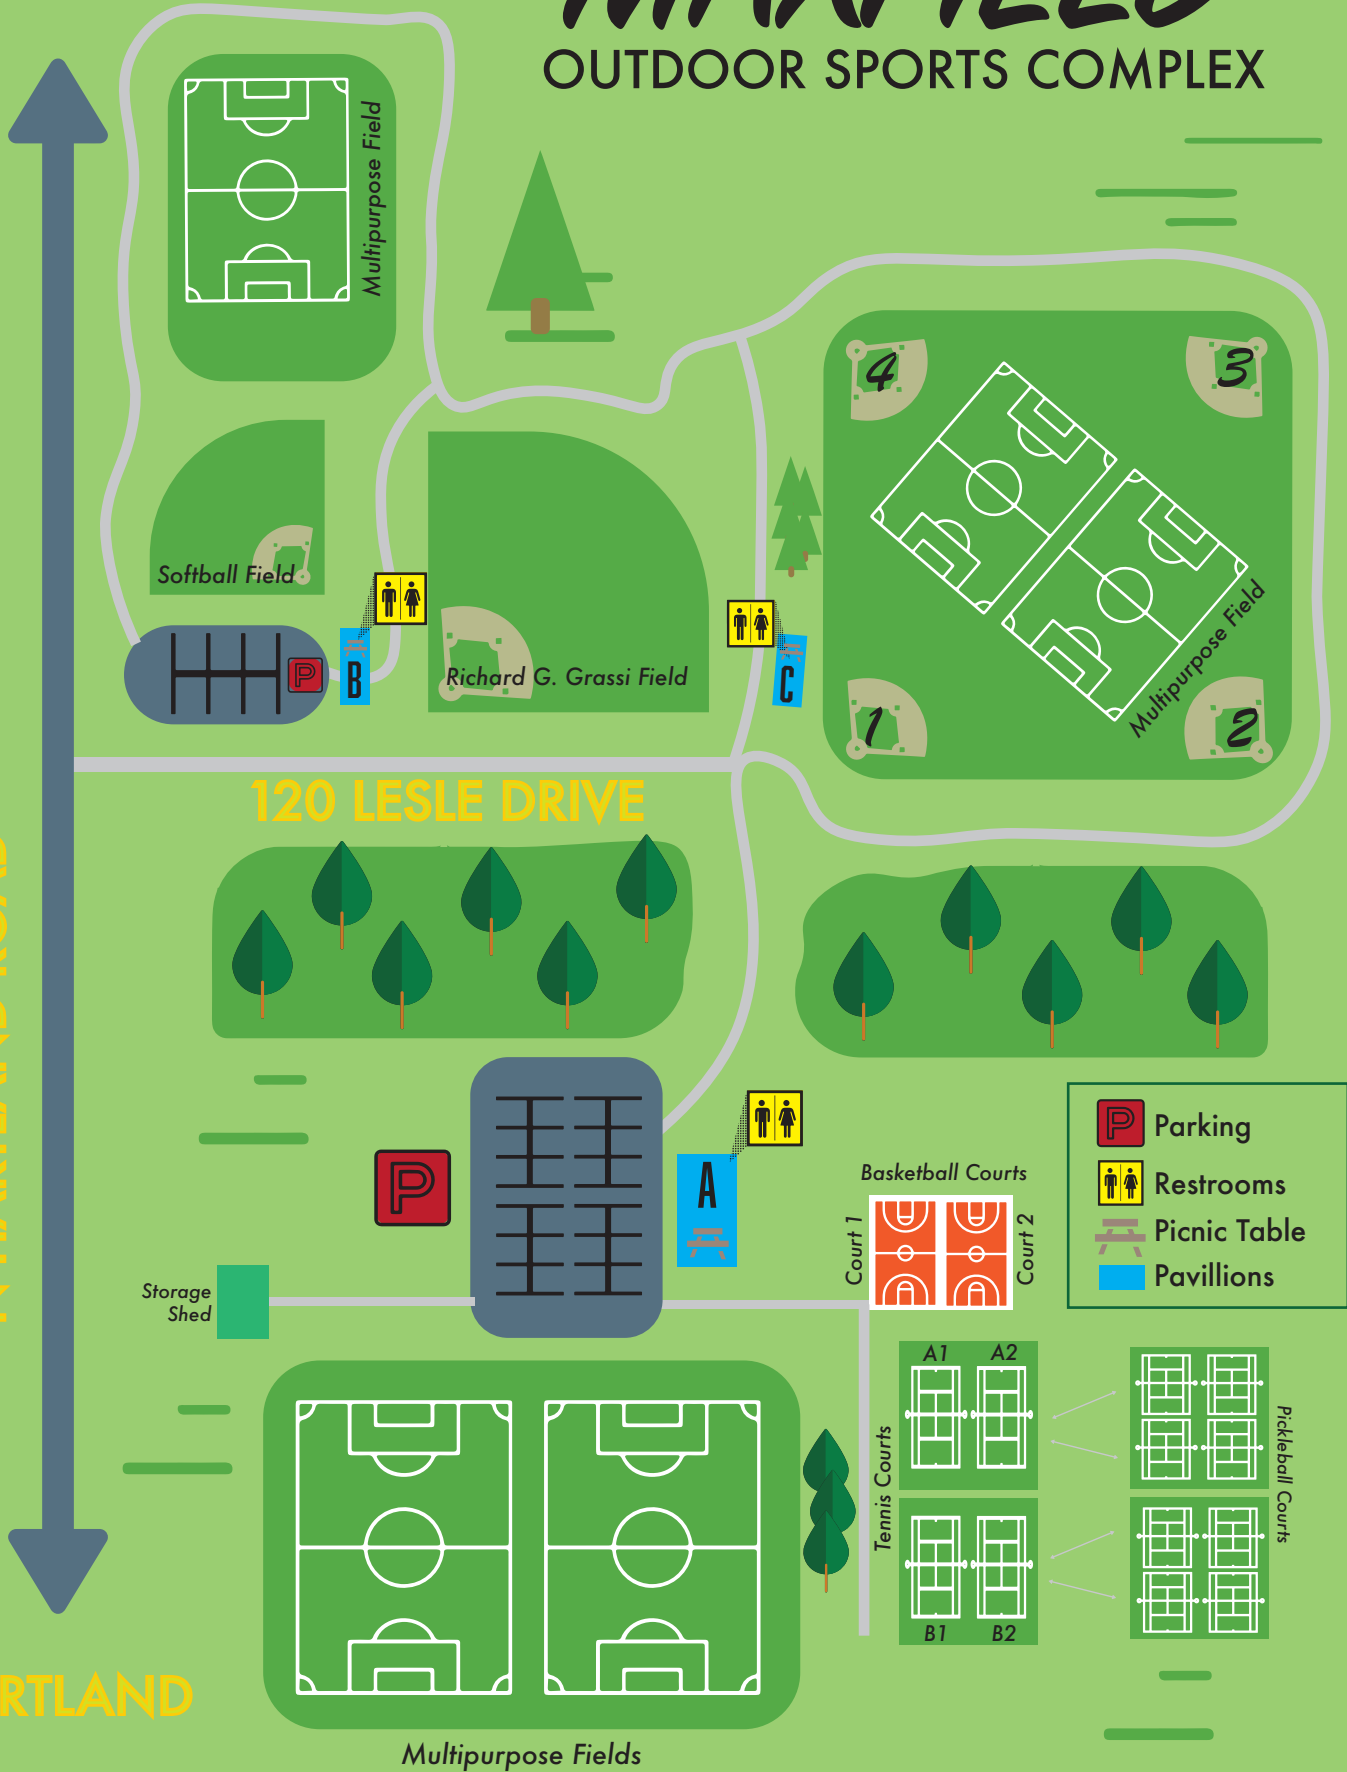 OUTDOOR SPORTS COMPLEX
Multipurpose Field
4
3
Softball Field
Richard G. Grassi Field
Multipurpose Field
P
B
C
1
2
120 LESLE DRIVE
P
A
P Parking
Restrooms
Picnic Table
Pavillions
Basketball Courts
Court 1
Court 2
Storage
Shed
A1 A2
Tennis Courts
B1 B2
Pickleball Courts
RTLAND
Multipurpose Fields